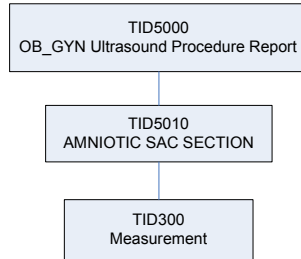 TID5000
OB_GYN Ultrasound Procedure Report
TID5010
AMNIOTIC SAC SECTION
TID300
Measurement